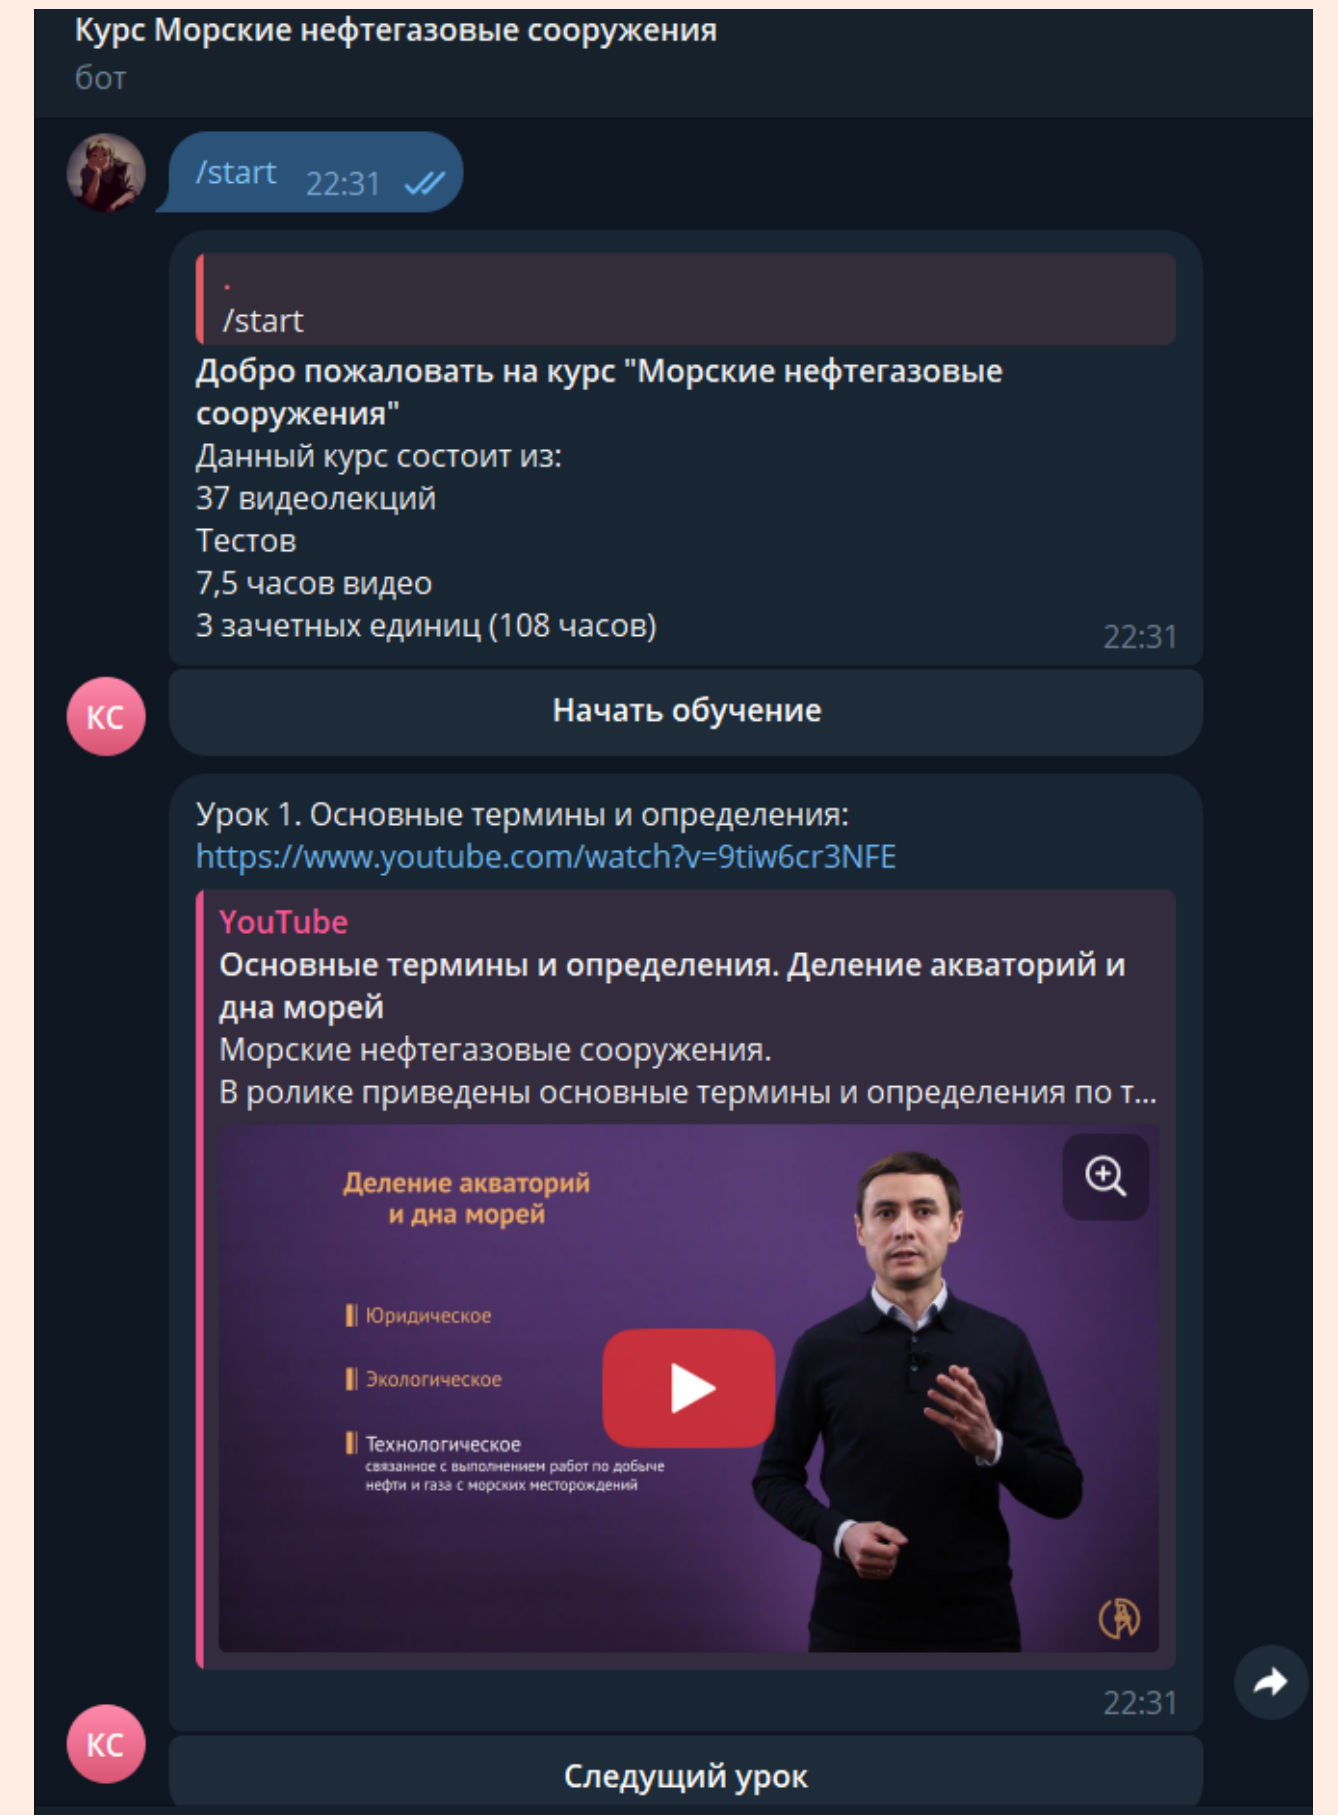 Курс Морские нефтегазовые сооружения
бот
/start 22:31
.
/start
Добро пожаловать на курс "Морские нефтегазовые
сооружения"
Данный курс состоит из:
37 видеолекций
Тестов
7,5 часов видео
3 зачетных единиц (108 часов)
22:31
КС
Начать обучение
Урок 1. Основные термины и определения:
https://www.youtube.com/watch?v=9tiw6cr3NFE
YouTube
Основные термины и определения. Деление акваторий и
дна морей
Морские нефтегазовые сооружения.
В ролике приведены основные термины и определения по т...
Деление акваторий
и дна морей
Юридическое
Экологическое
Технологическое
связанное с выполнением работ по добыче
нефти и газа с морских месторождений
22:31
КС
Следущий урок